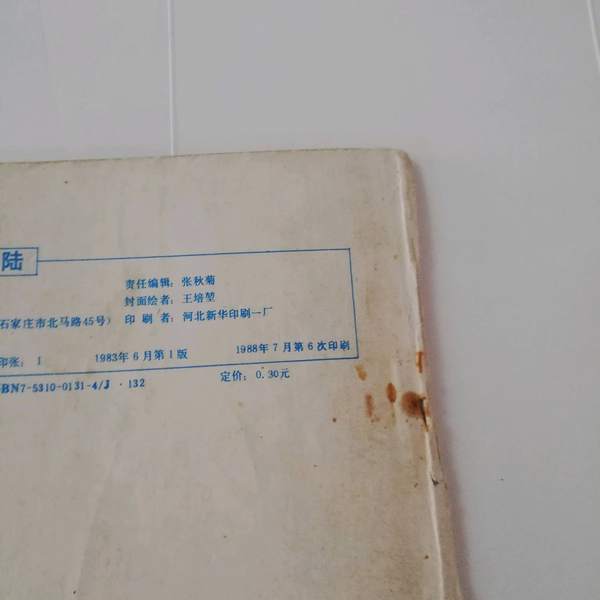 陆
责任编辑：张秋菊
封面绘者：王培堃
石家庄市北马路45号） 印刷者：河北新华印刷一厂
印张：1 1983年6月第1版 1988年7月第6次印刷
BN7-5310-0131-4/J·132 定价：0.30元